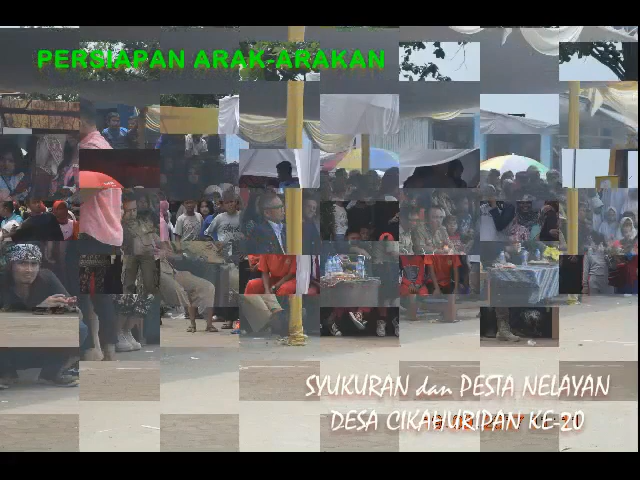 PERSIAPAN ARAK-ARAKAN
SYUKURAN dan PESTA NELAYAN
DESA CIKAHURIPAN KE-20